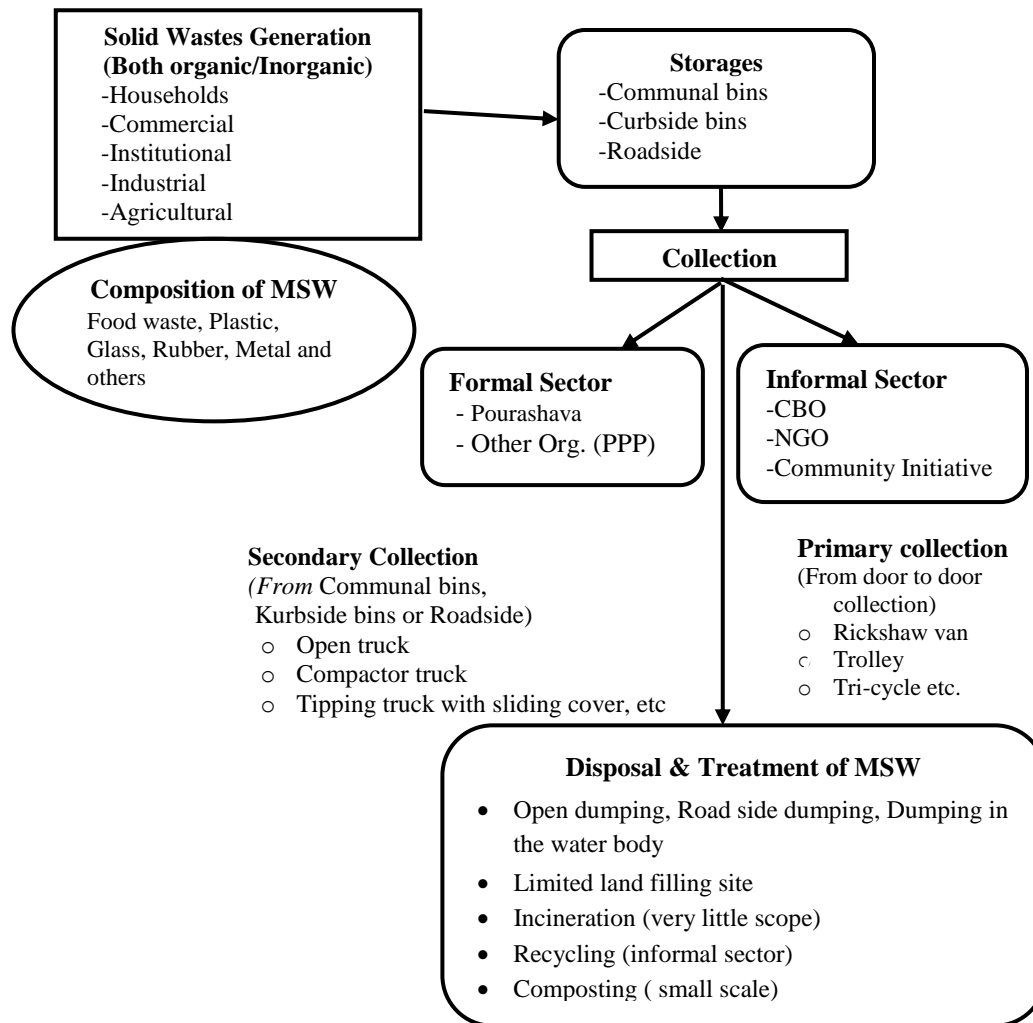 Solid Wastes Generation
(Both organic/Inorganic)
-Households
-Commercial
-Institutional
-Industrial
-Agricultural
Storages
-Communal bins
-Curbside bins
-Roadside
Composition of MSW
Food waste, Plastic,
Glass, Rubber, Metal and
others
Collection
Formal Sector
- Pourashava
- Other Org. (PPP)
Informal Sector
-CBO
-NGO
-Community Initiative
Secondary Collection
(From Communal bins,
Kurbside bins or Roadside)
o Open truck
o Compactor truck
o Tipping truck with sliding cover, etc
Primary collection
(From door to door
collection)
o Rickshaw van
o Trolley
o Tri-cycle etc.
Disposal & Treatment of MSW
• Open dumping, Road side dumping, Dumping in
the water body
• Limited land filling site
• Incineration (very little scope)
• Recycling (informal sector)
• Composting ( small scale)